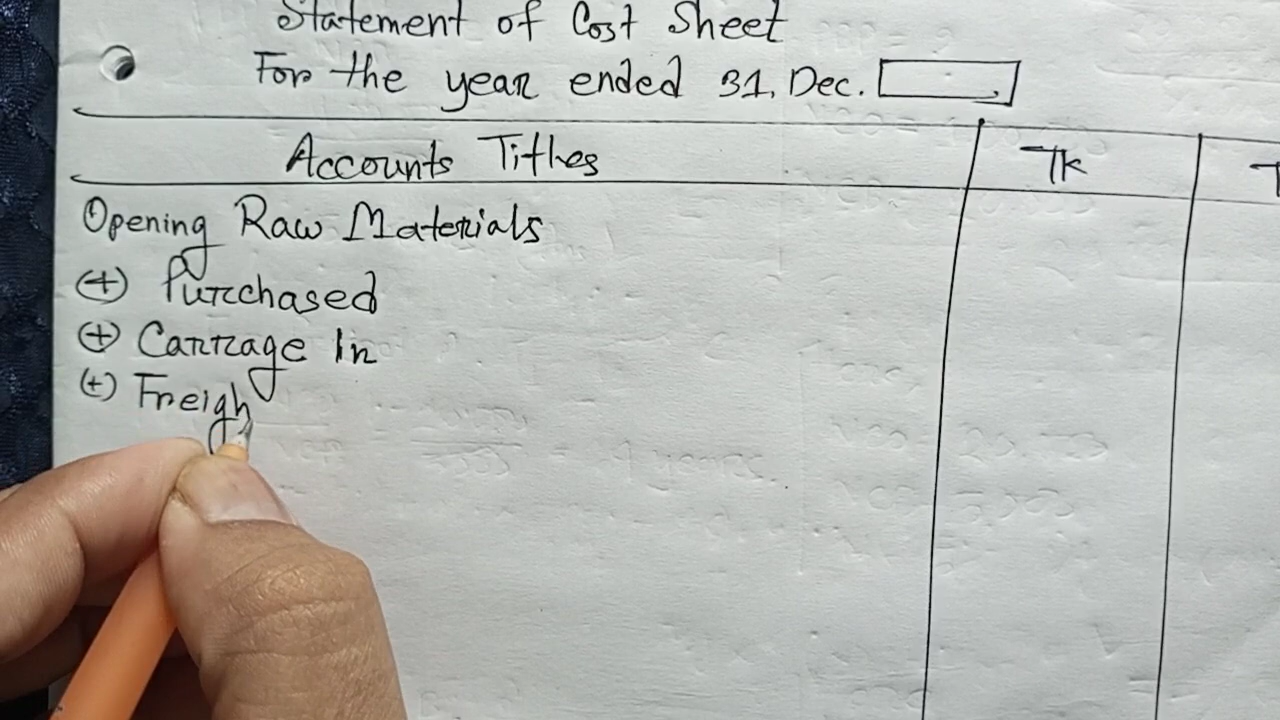 Statement of Cost Sheet
For the year ended 31, Dec.
Accounts Titles Tk T
Opening Raw Materials
(+) Purchased
(+) Carrage In
(+) Freigh